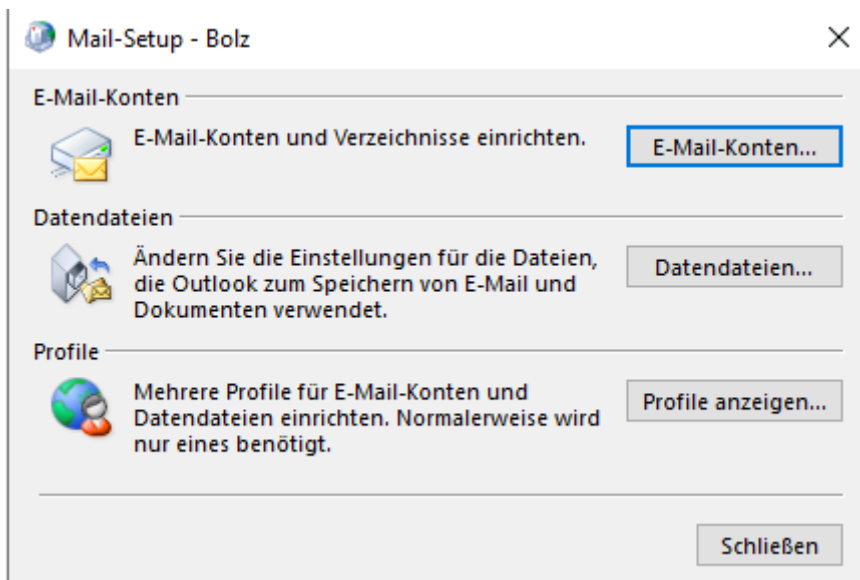 Mail-Setup - Bolz
E-Mail-Konten
E-Mail-Konten und Verzeichnisse einrichten.
E-Mail-Konten...
Datendateien
Ändern Sie die Einstellungen für die Dateien,
die Outlook zum Speichern von E-Mail und
Dokumenten verwendet.
Datendateien...
Profile
Mehrere Profile für E-Mail-Konten und
Datendateien einrichten. Normalerweise wird
nur eines benötigt.
Profile anzeigen...
Schließen